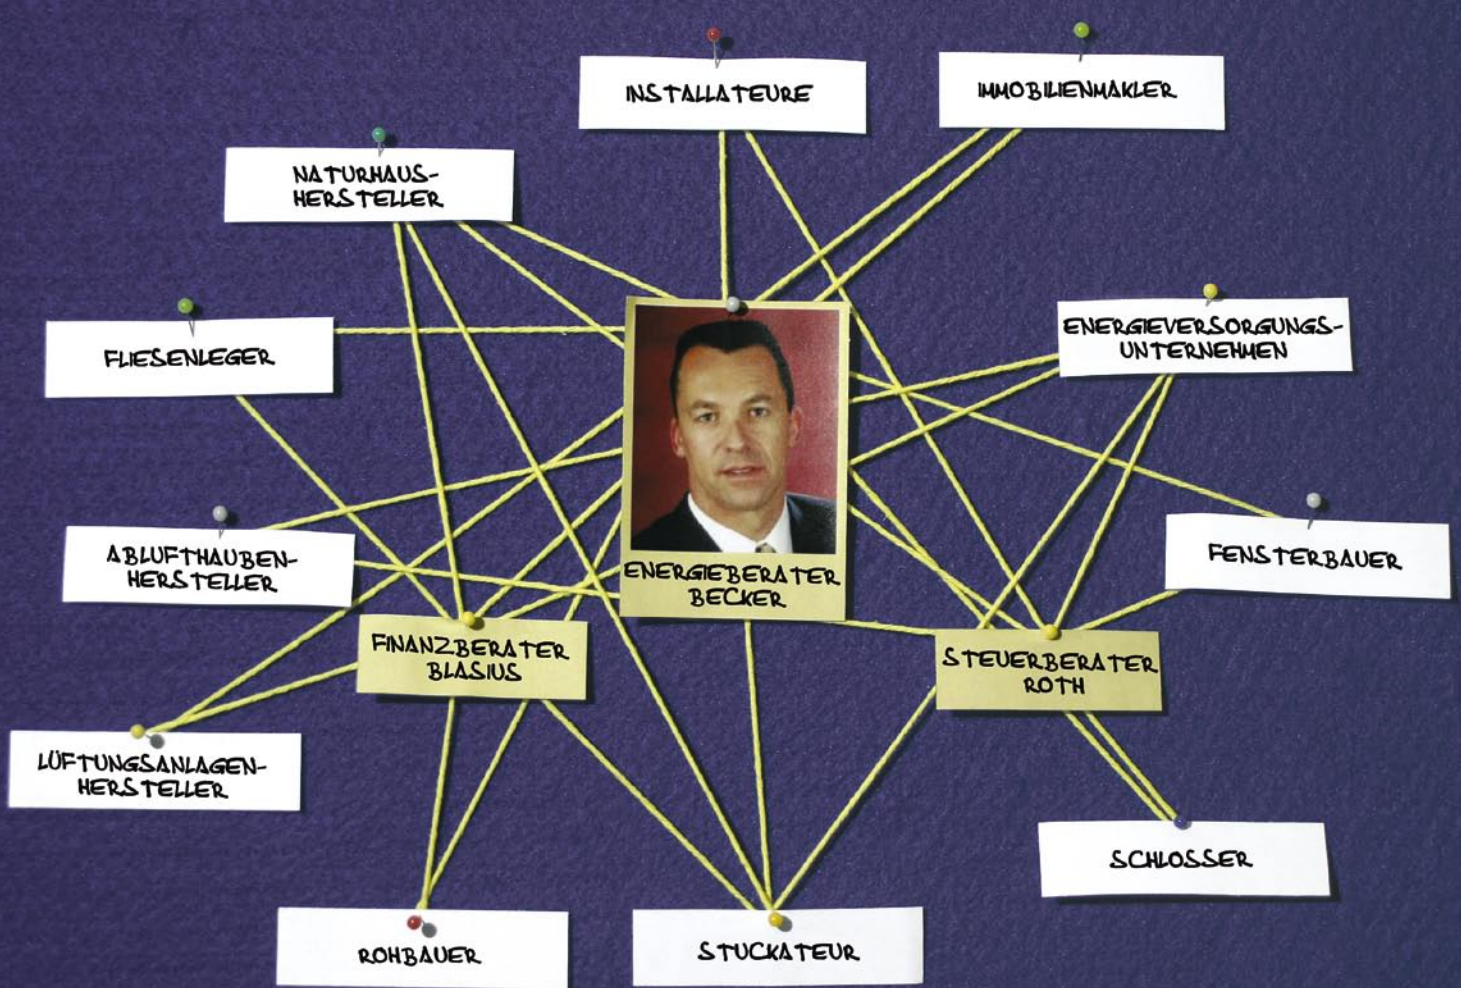 INSTALLATEURE
IMMOBILIENMAKLER
NATURHAUS-
HERSTELLER
ENERGIEVERSORGUNGS-
UNTERNEHMEN
FLIESENLEGER
ABLUFTHAUBEN-
HERSTELLER
ENERGIEBERATER
BECKER
FENSTERBAUER
FINANZBERATER
BLASIUS
STEUERBERATER
ROTH
LÜFTUNGSANLAGEN-
HERSTELLER
SCHLOSSER
ROHBAUER
STUCKATEUR